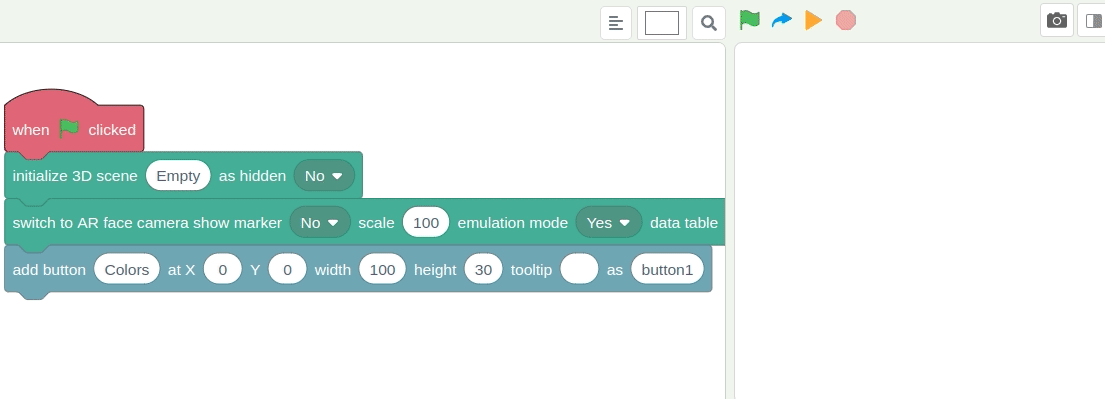 when clicked
initialize 3D scene Empty as hidden No
switch to AR face camera show marker No scale 100 emulation mode Yes data table
add button Colors at X 0 Y 0 width 100 height 30 tooltip as button1